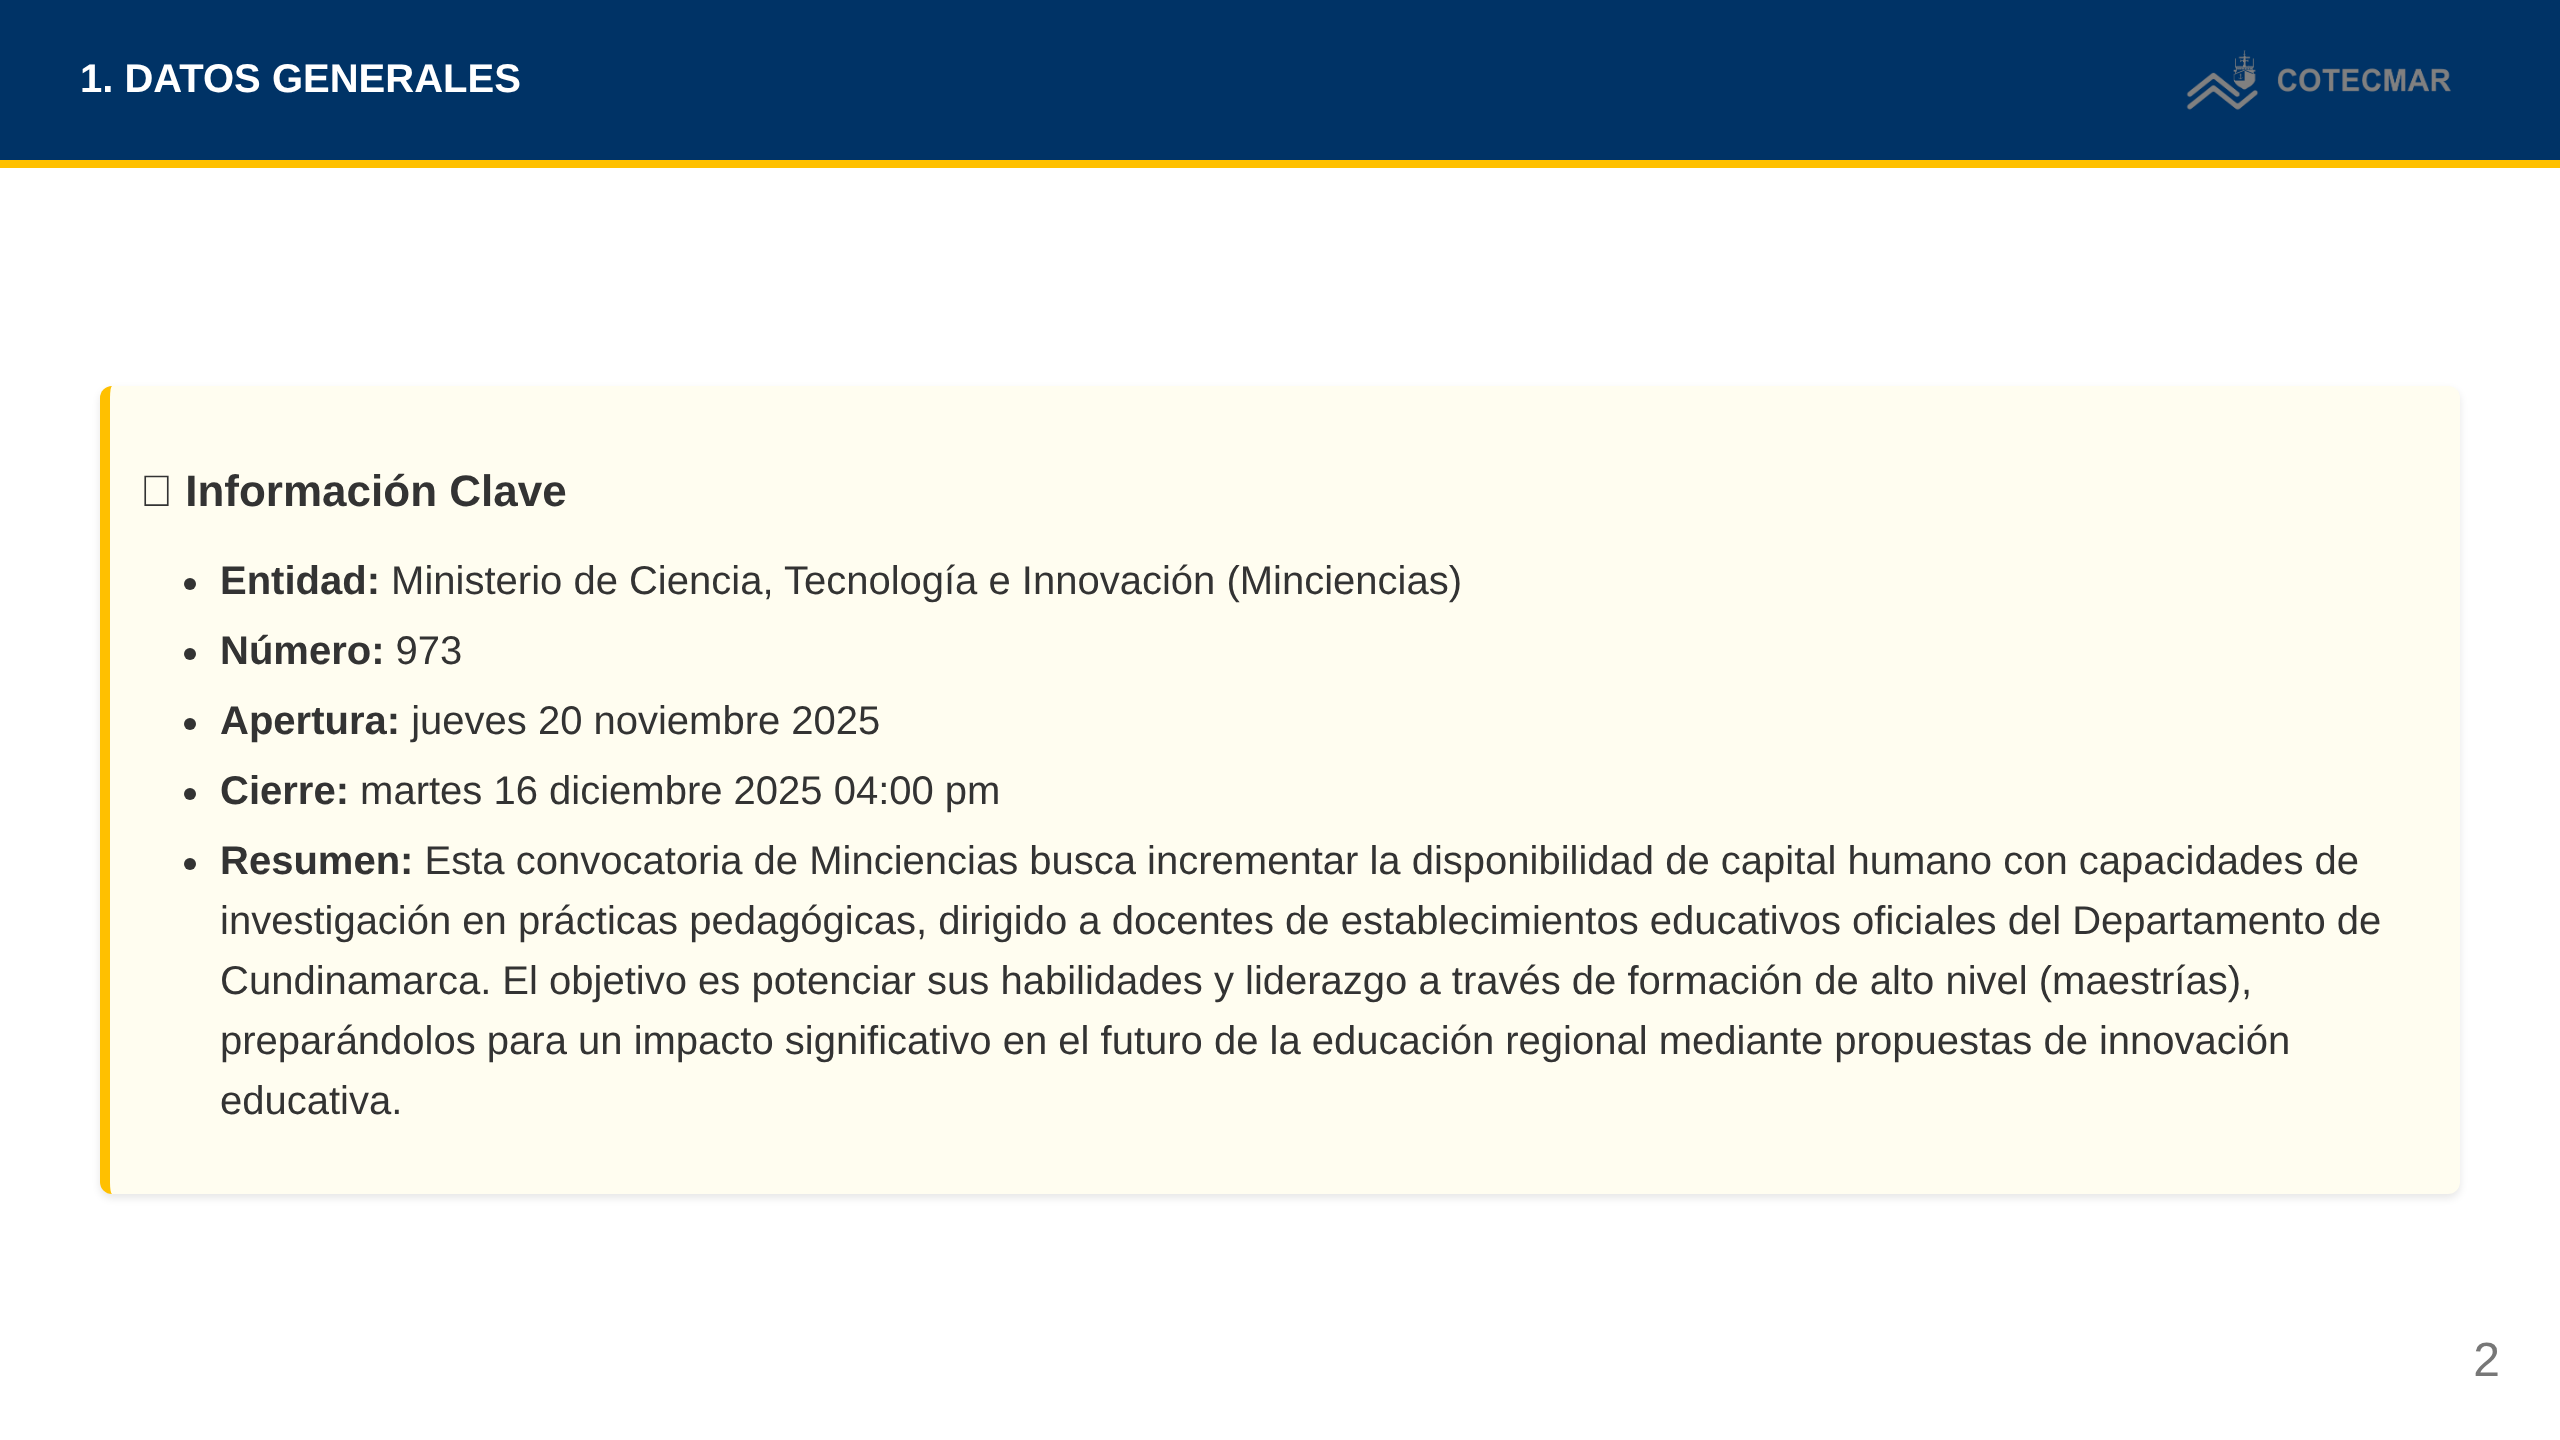 1. DATOS GENERALES
COTECMAR
Información Clave
• Entidad: Ministerio de Ciencia, Tecnología e Innovación (Minciencias)
• Número: 973
• Apertura: jueves 20 noviembre 2025
• Cierre: martes 16 diciembre 2025 04:00 pm
• Resumen: Esta convocatoria de Minciencias busca incrementar la disponibilidad de capital humano con capacidades de
investigación en prácticas pedagógicas, dirigido a docentes de establecimientos educativos oficiales del Departamento de
Cundinamarca. El objetivo es potenciar sus habilidades y liderazgo a través de formación de alto nivel (maestrías),
preparándolos para un impacto significativo en el futuro de la educación regional mediante propuestas de innovación
educativa.
2